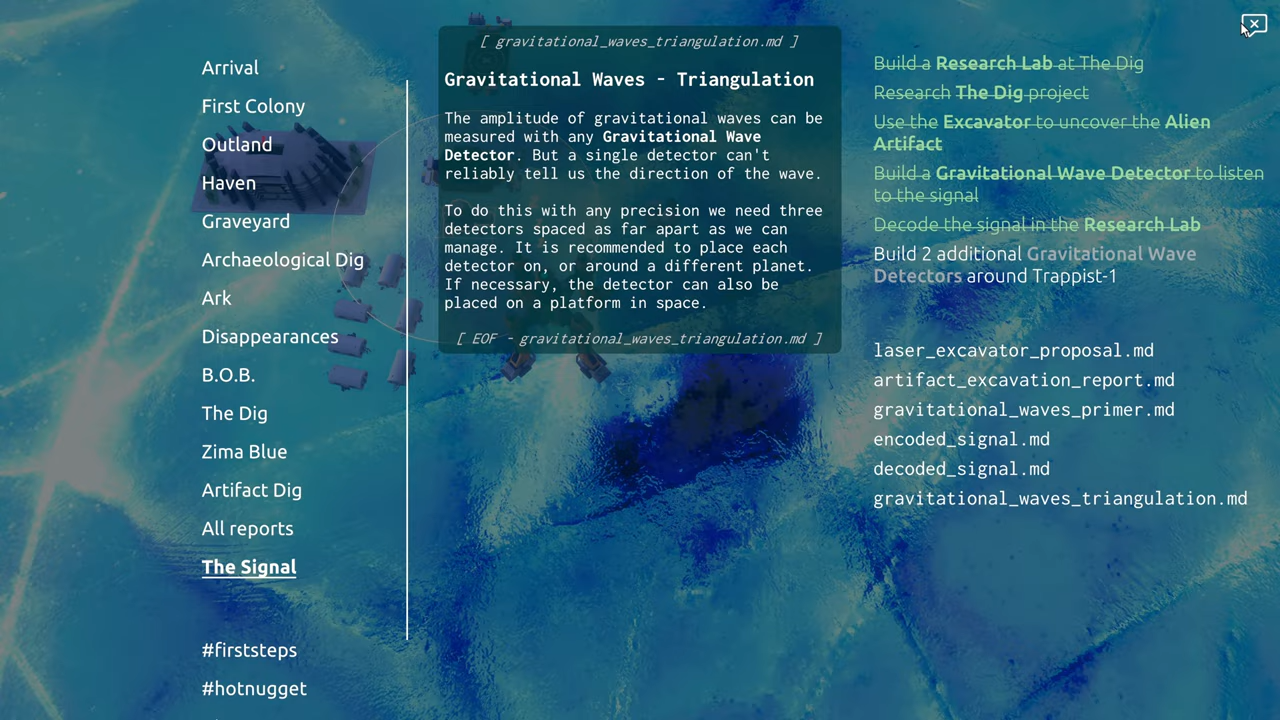 Arrival
First Colony
Outland
Haven
Graveyard
Archaeological Dig
Ark
Disappearances
B.O.B.
The Dig
Zima Blue
Artifact Dig
All reports
The Signal
#firststeps
#hotnugget
[ gravitational_waves_triangulation.md ]
Gravitational Waves - Triangulation
The amplitude of gravitational waves can be
measured with any Gravitational Wave
Detector. But a single detector can't
reliably tell us the direction of the wave.
To do this with any precision we need three
detectors spaced as far apart as we can
manage. It is recommended to place each
detector on, or around a different planet.
If necessary, the detector can also be
placed on a platform in space.
[ EOF - gravitational_waves_triangulation.md ]
Build a Research Lab at The Dig
Research The Dig project
Use the Excavator to uncover the Alien
Artifact
Build a Gravitational Wave Detector to listen
to the signal
Decode the signal in the Research Lab
Build 2 additional Gravitational Wave
Detectors around Trappist-1
laser_excavator_proposal.md
artifact_excavation_report.md
gravitational_waves_primer.md
encoded_signal.md
decoded_signal.md
gravitational_waves_triangulation.md